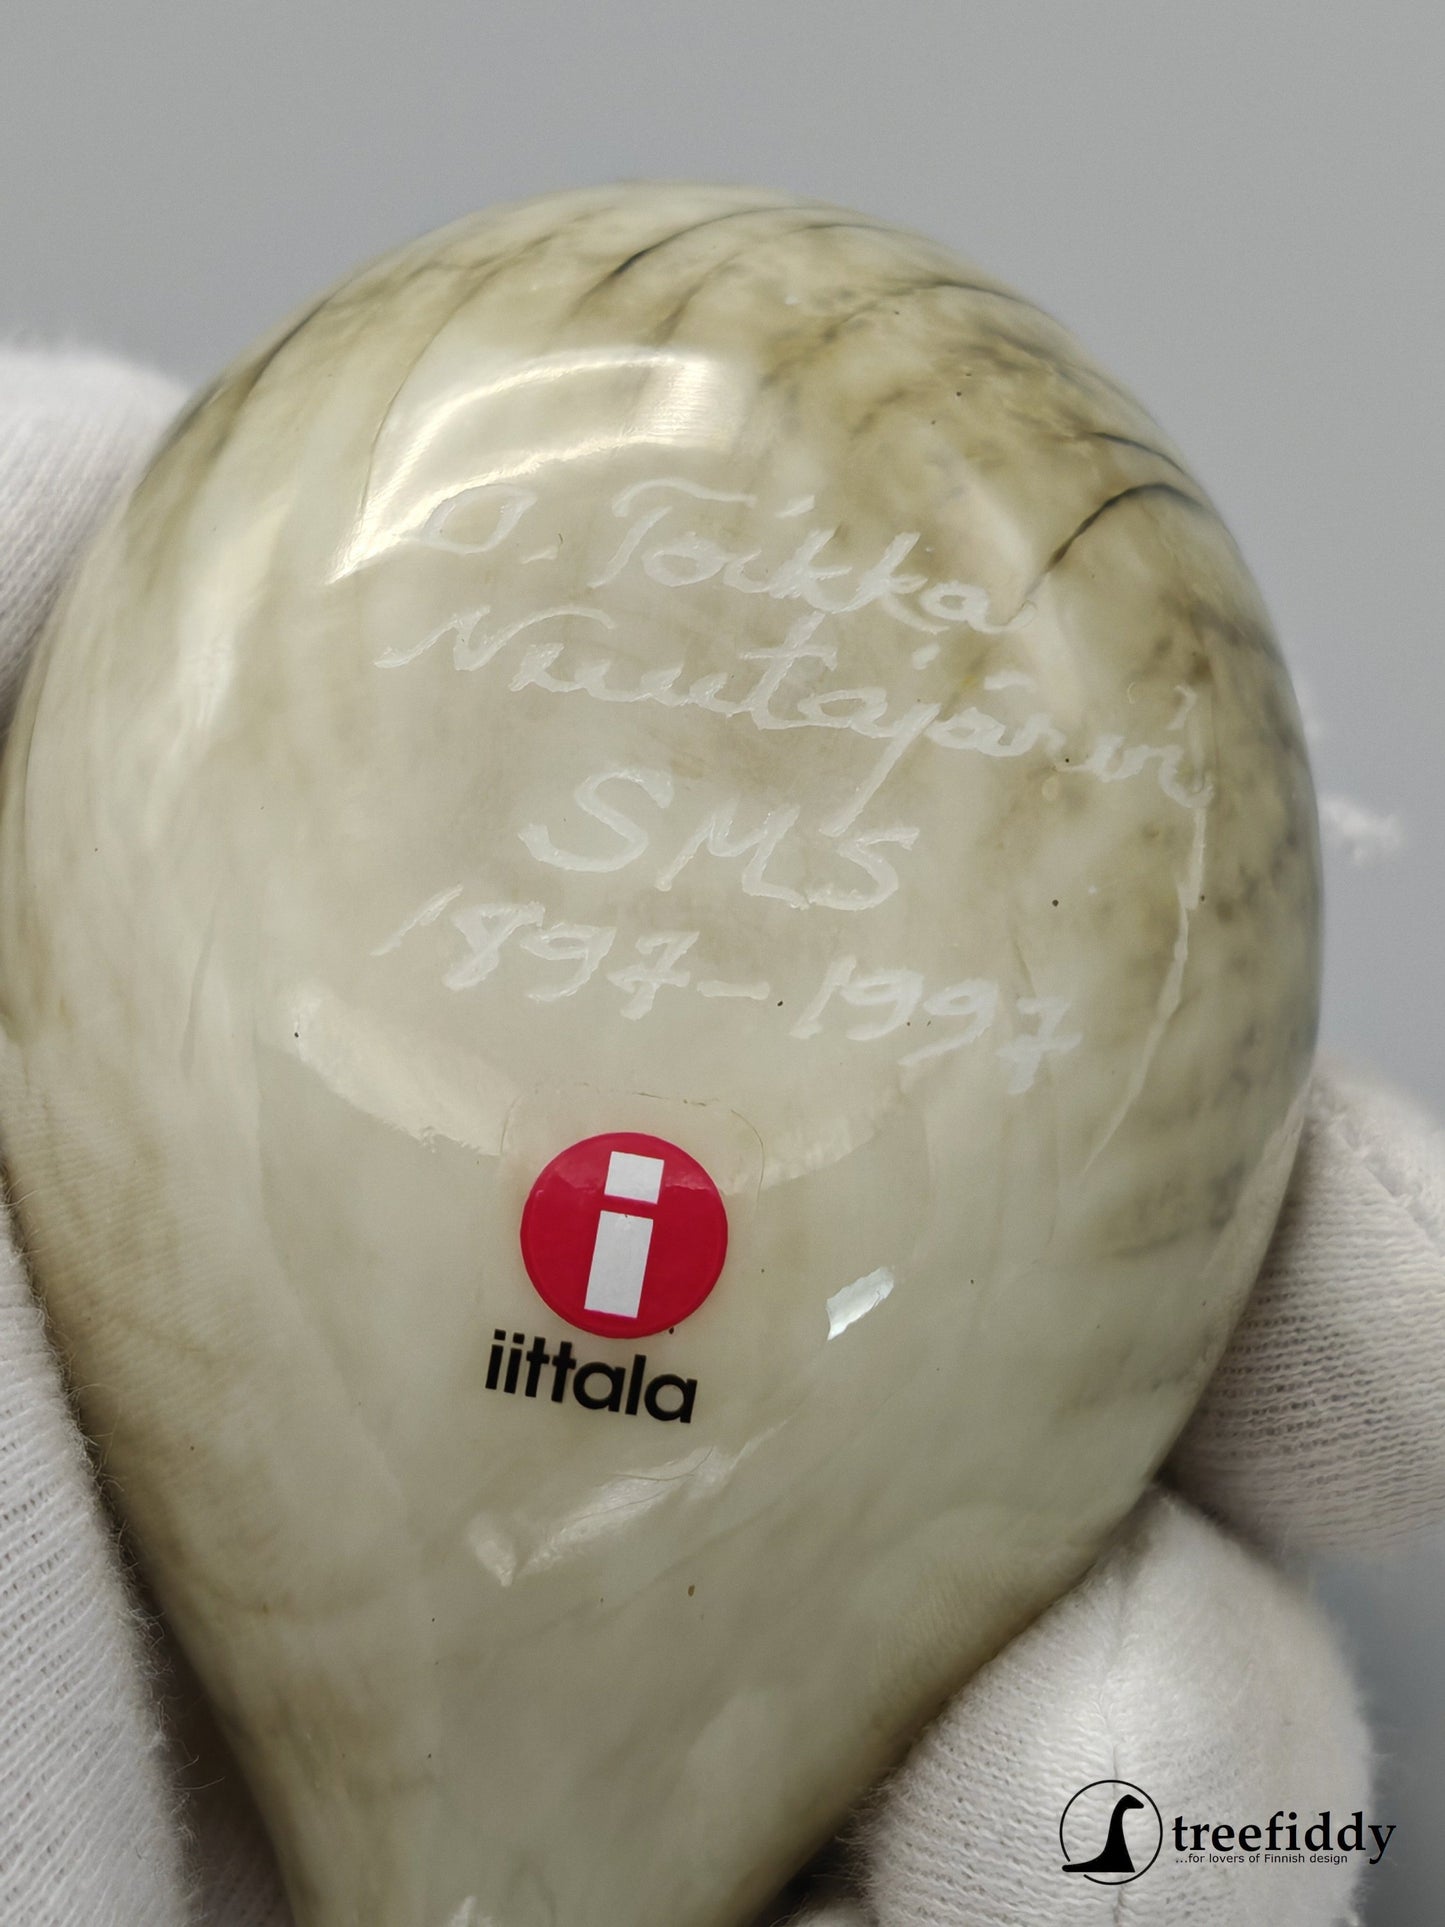 O. Toikka
Nuutajärvi
SMS
1897-1997
i
iittala
treefiddy
...for lovers of Finnish design